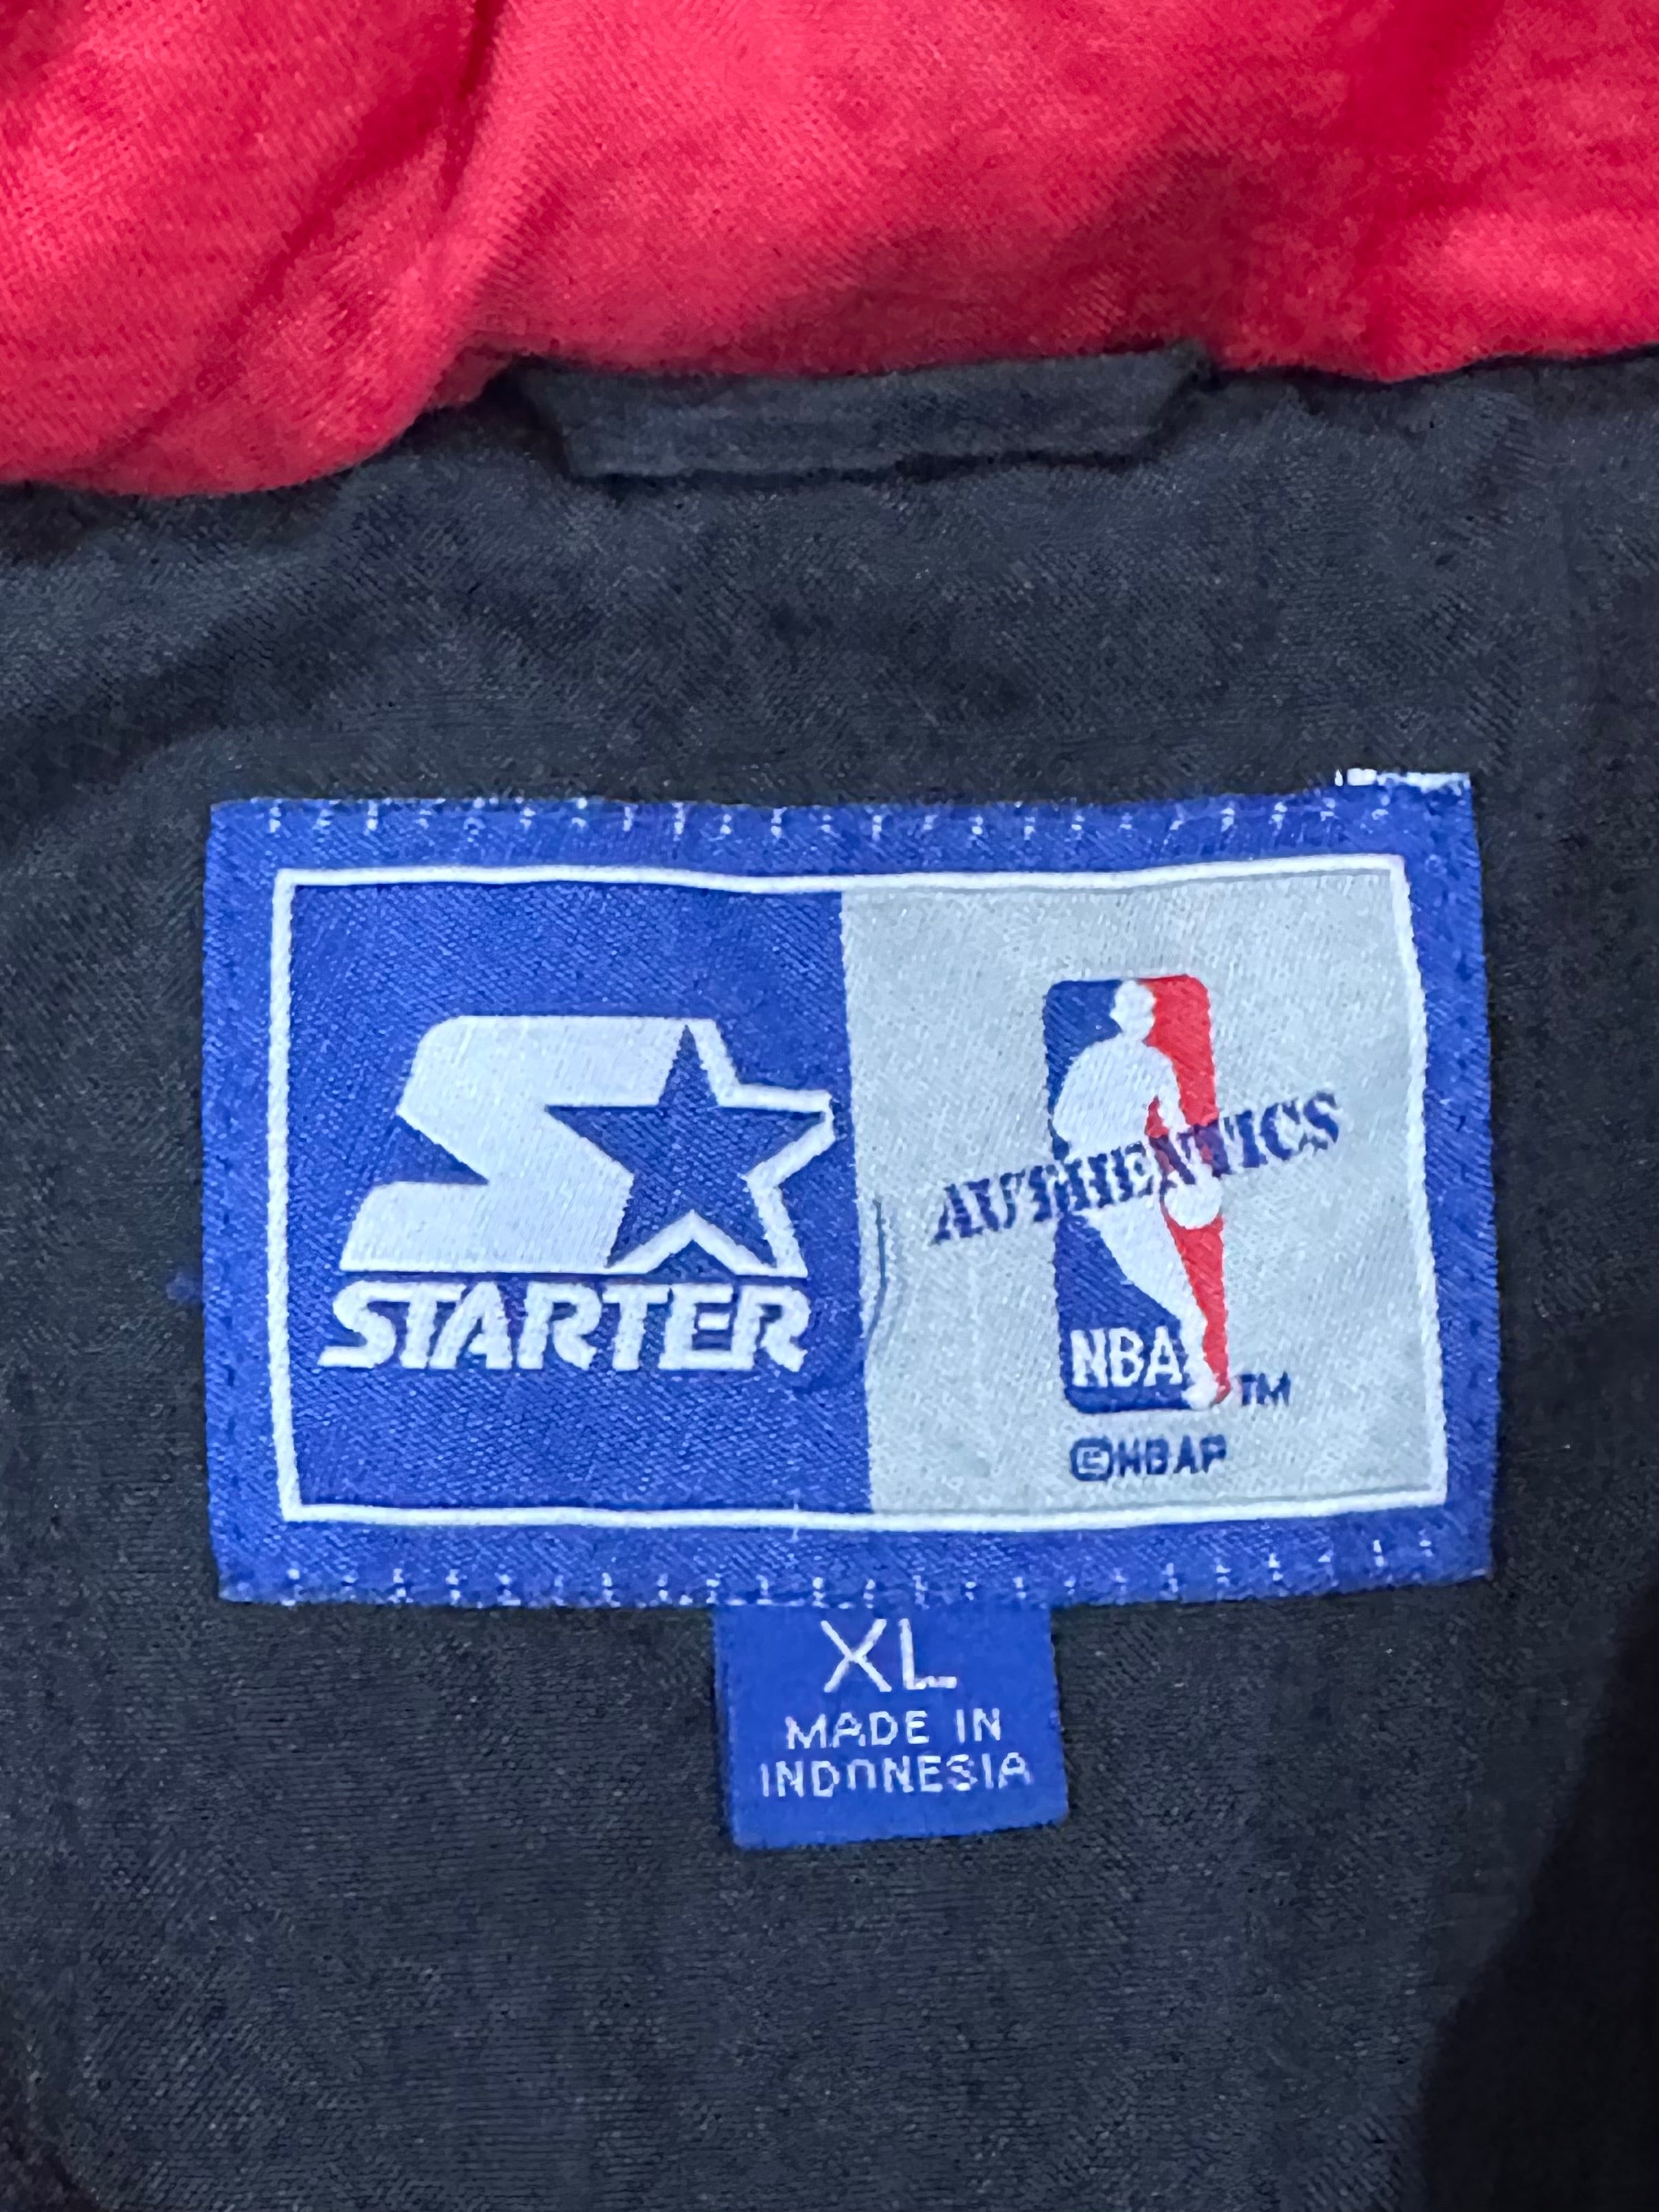 AUTHENTICS
STARTER
NBA
TM
©NBAP
XL
MADE IN
INDONESIA